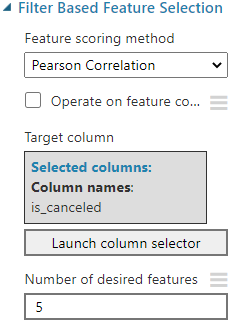 Filter Based Feature Selection
Feature scoring method
Pearson Correlation
Operate on feature co...
Target column
Selected columns:
Column names:
is_canceled
Launch column selector
Number of desired features
5